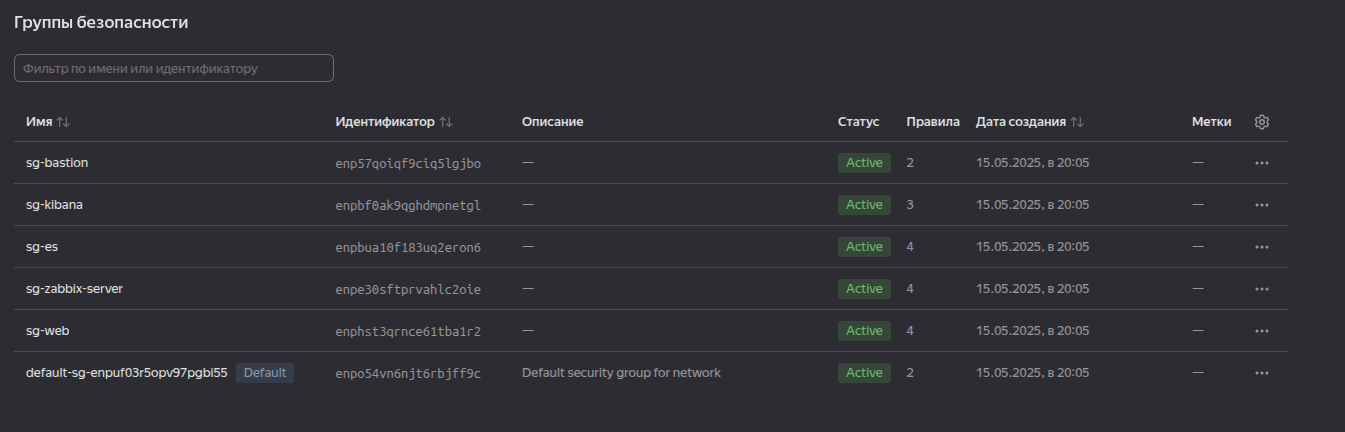 Группы безопасности
Фильтр по имени или идентификатору
Имя Идентификатор Описание Статус Правила Дата создания Метки
sg-bastion enp57qoiqf9ciq5lgjbo — Active 2 15.05.2025, в 20:05 —
sg-kibana enpbf0ak9qghdmpnetgl — Active 3 15.05.2025, в 20:05 —
sg-es enpbua10f183uq2eron6 — Active 4 15.05.2025, в 20:05 —
sg-zabbix-server enpe30sftprvahlc2oie — Active 4 15.05.2025, в 20:05 —
sg-web enphst3qrnce61tba1r2 — Active 4 15.05.2025, в 20:05 —
default-sg-enpuf03r5opv97pgbi55 Default enpo54vn6njt6rbjff9c Default security group for network Active 2 15.05.2025, в 20:05 —